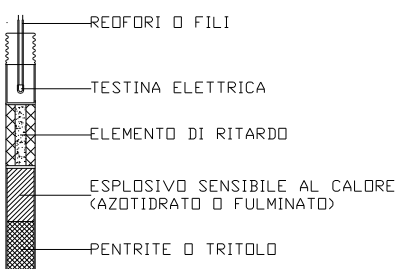 REOFORI O FILI
TESTINA ELETTRICA
ELEMENTO DI RITARDO
ESPLOSIVO SENSIBILE AL CALORE
(AZOTIDRATO O FULMINATO)
PENTRITE O TRITOLO